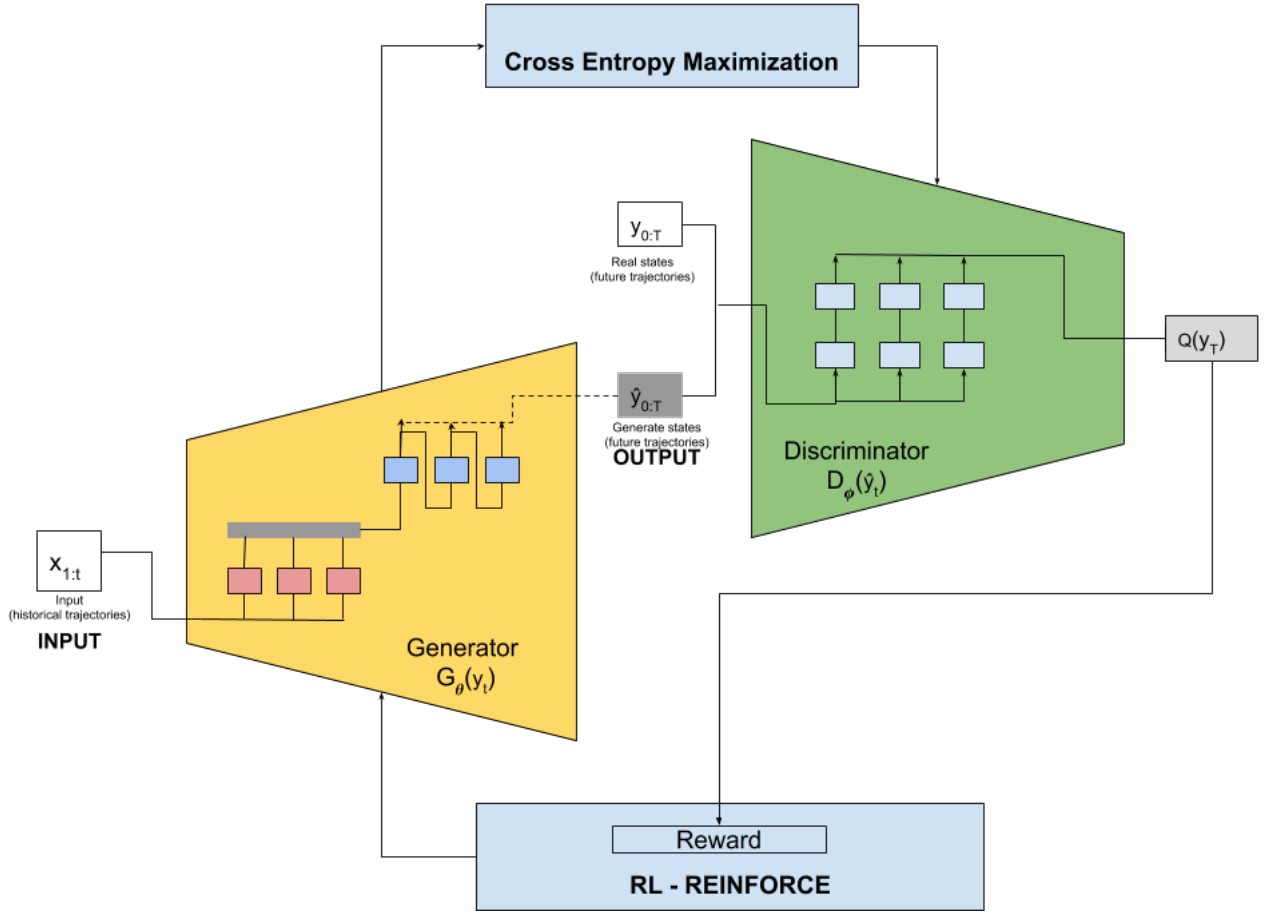 Cross Entropy Maximization
y0:T
Real states
(future trajectories)
ŷ0:T
Generate states
(future trajectories)
OUTPUT
Discriminator
Dϕ(ŷt)
Q(yT)
x1:t
Input
(historical trajectories)
INPUT
Generator
Gθ(yt)
Reward
RL - REINFORCE